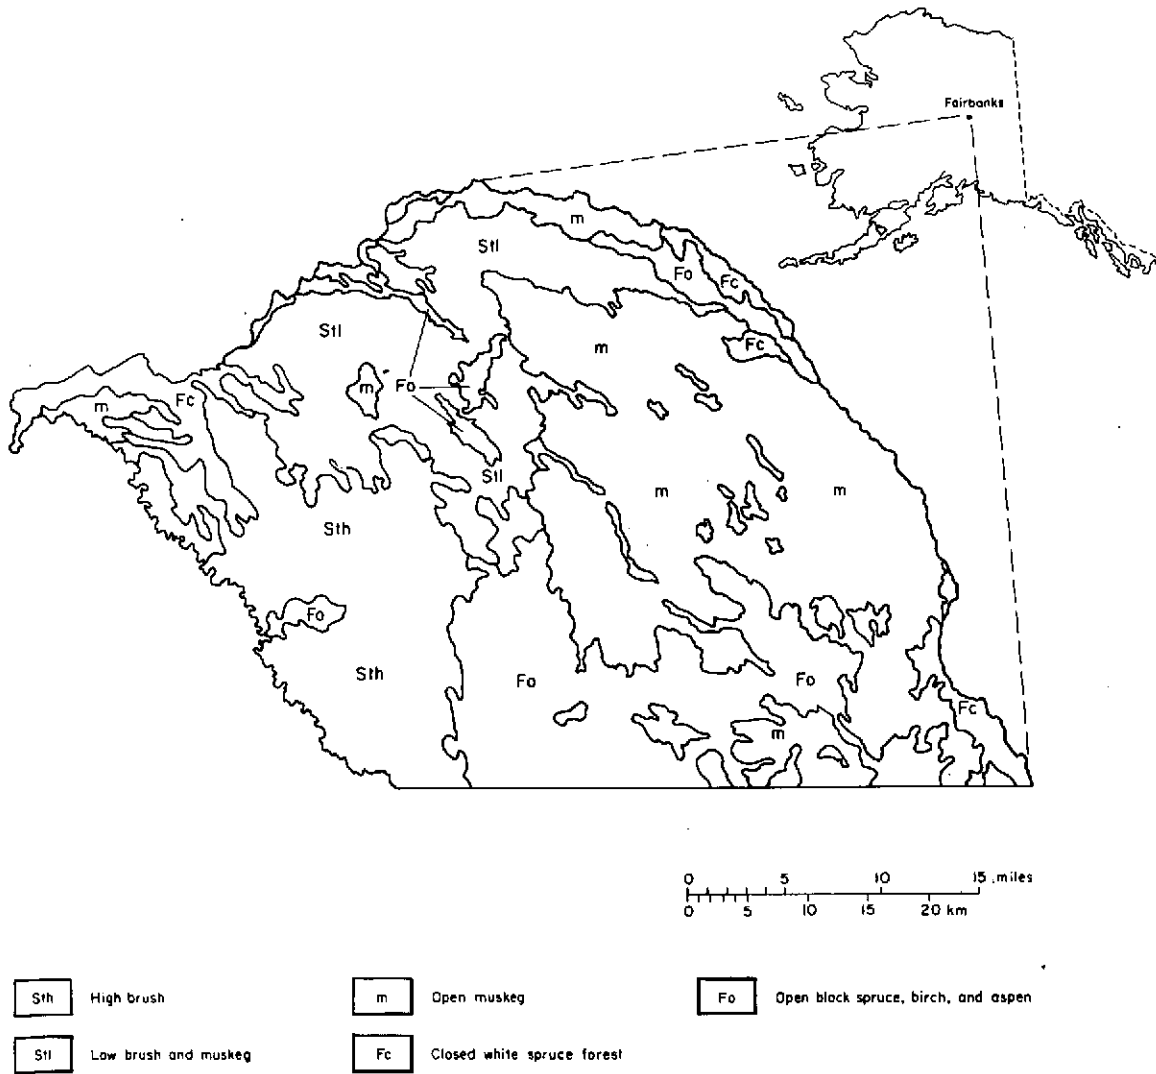 Fairbanks
m
Stl
Fo
Fc
Stl
m
Fc
m
Fo
Fc
m
Stl
m
m
Sth
Fo
Sth
Fo
Fo
Fc
m
0 5 10 15 miles
0 5 10 15 20 km
Sth High brush
m Open muskeg
Fo Open black spruce, birch, and aspen
Stl Low brush and muskeg
Fc Closed white spruce forest